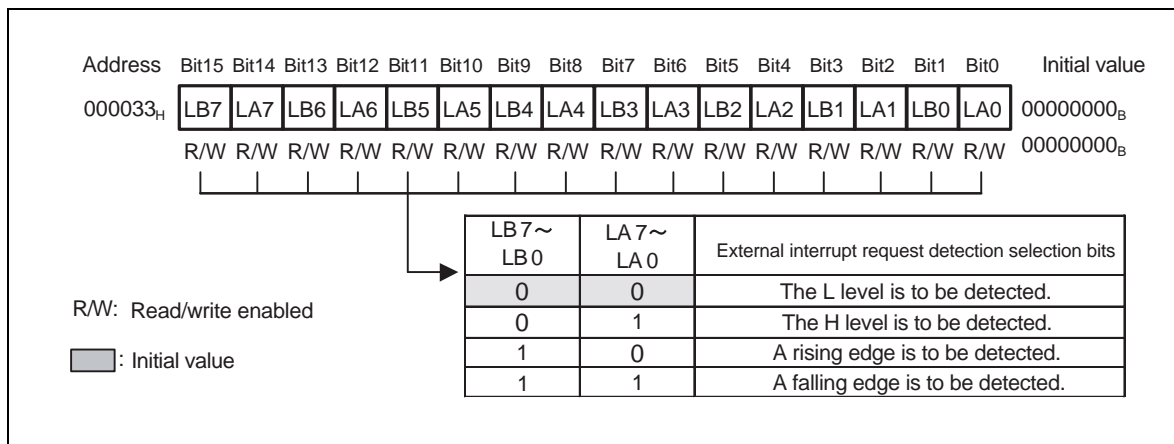 Address Bit15 Bit14 Bit13 Bit12 Bit11 Bit10 Bit9 Bit8 Bit7 Bit6 Bit5 Bit4 Bit3 Bit2 Bit1 Bit0 Initial value
000033H LB7 LA7 LB6 LA6 LB5 LA5 LB4 LA4 LB3 LA3 LB2 LA2 LB1 LA1 LB0 LA0 00000000B
R/W R/W R/W R/W R/W R/W R/W R/W R/W R/W R/W R/W R/W R/W R/W R/W 00000000B
LB7~ LA7~
LB0 LA0 External interrupt request detection selection bits
0 0 The L level is to be detected.
0 1 The H level is to be detected.
1 0 A rising edge is to be detected.
1 1 A falling edge is to be detected.
R/W: Read/write enabled
: Initial value